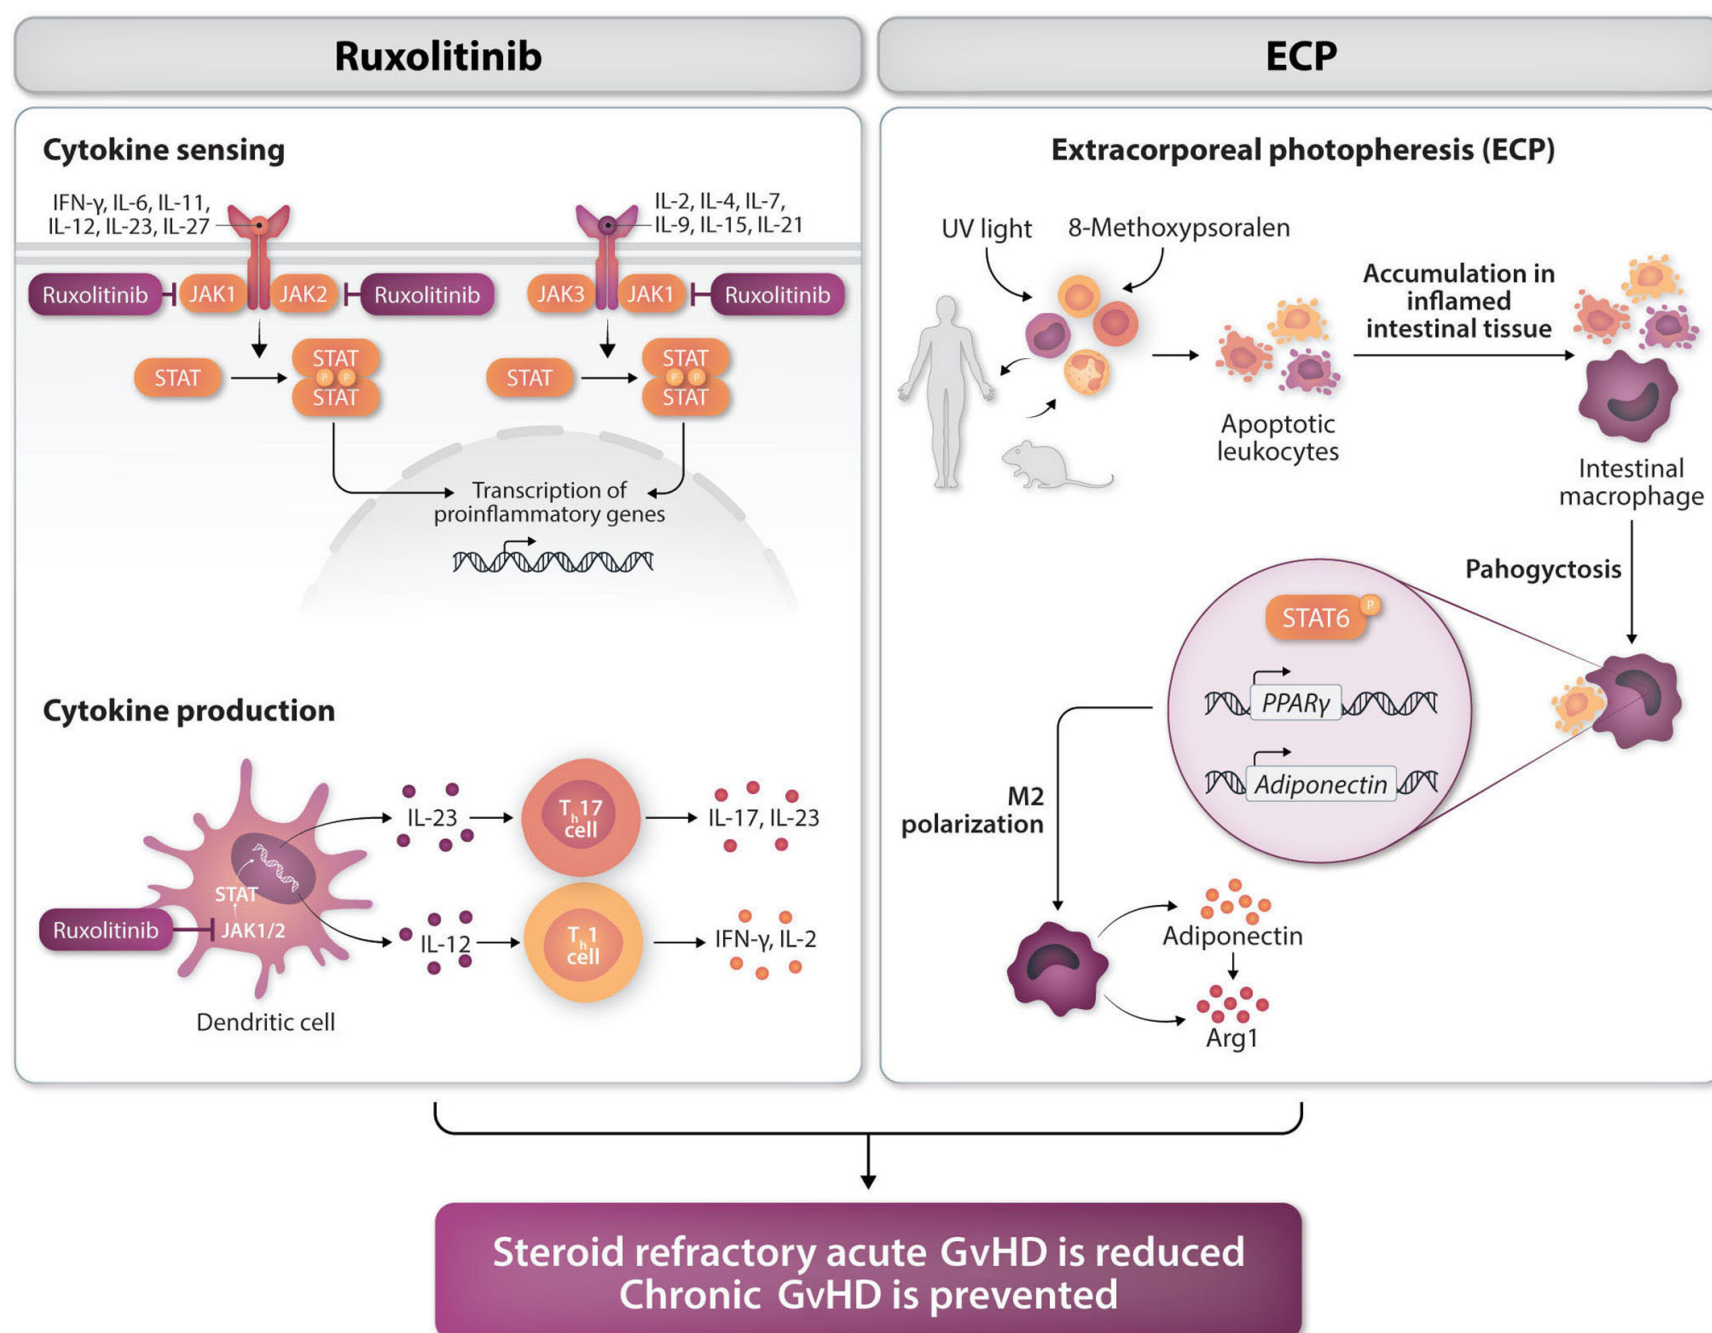 Ruxolitinib
Cytokine sensing
IFN-γ, IL-6, IL-11,
IL-12, IL-23, IL-27
IL-2, IL-4, IL-7,
IL-9, IL-15, IL-21
Ruxolitinib
JAK1
JAK2
Ruxolitinib
JAK3
JAK1
Ruxolitinib
STAT
STAT
P P
STAT
STAT
STAT
P P
STAT
Transcription of
proinflammatory genes
Cytokine production
Ruxolitinib
STAT
JAK1/2
Dendritic cell
IL-23
Th17
cell
IL-17, IL-23
IL-12
Th1
cell
IFN-γ, IL-2
ECP
Extracorporeal photopheresis (ECP)
UV light
8-Methoxypsoralen
Apoptotic
leukocytes
Accumulation in
inflamed
intestinal tissue
Intestinal
macrophage
Pahogyctosis
STAT6
P
PPARγ
Adiponectin
M2
polarization
Adiponectin
Arg1
Steroid refractory acute GvHD is reduced
Chronic GvHD is prevented